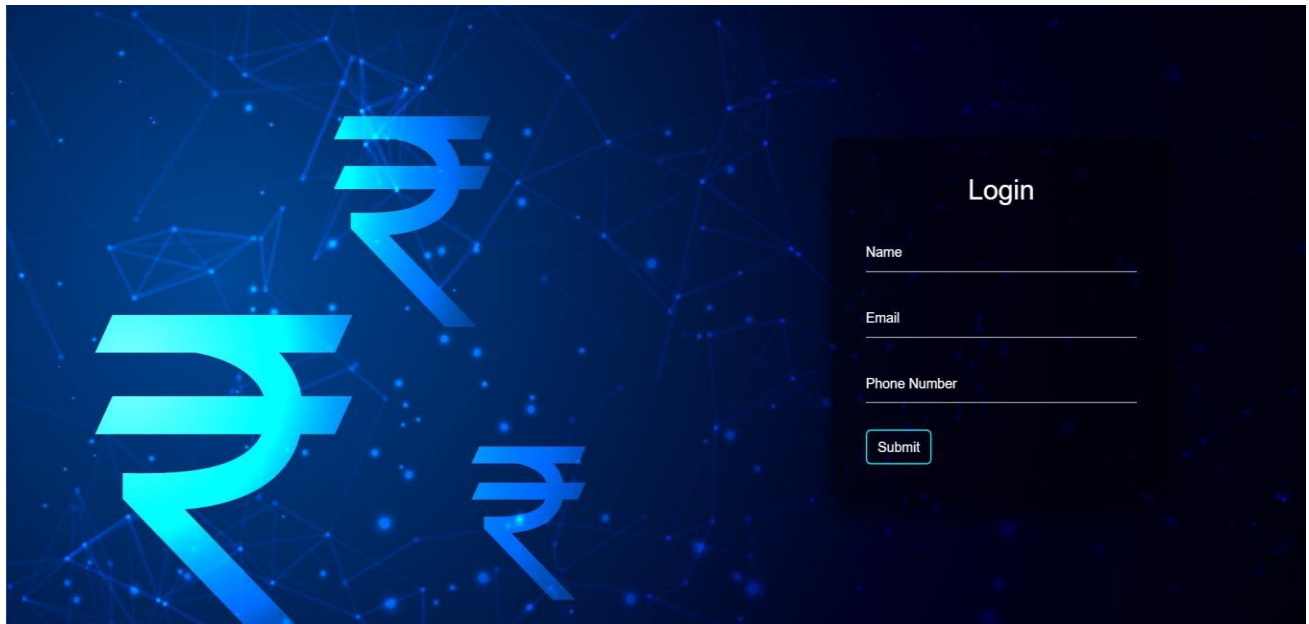 ₹
₹
₹
Login
Name
Email
Phone Number
Submit